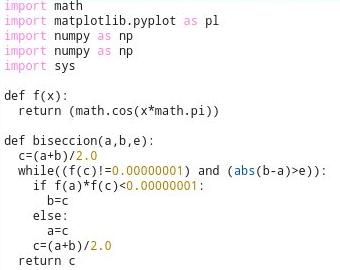 import math
import matplotlib.pyplot as pl
import numpy as np
import numpy as np
import sys

def f(x):
  return (math.cos(x*math.pi))

def biseccion(a,b,e):
  c=(a+b)/2.0
  while((f(c)!=0.00000001) and (abs(b-a)>e)):
    if f(a)*f(c)<0.00000001:
      b=c
    else:
      a=c
    c=(a+b)/2.0
  return c